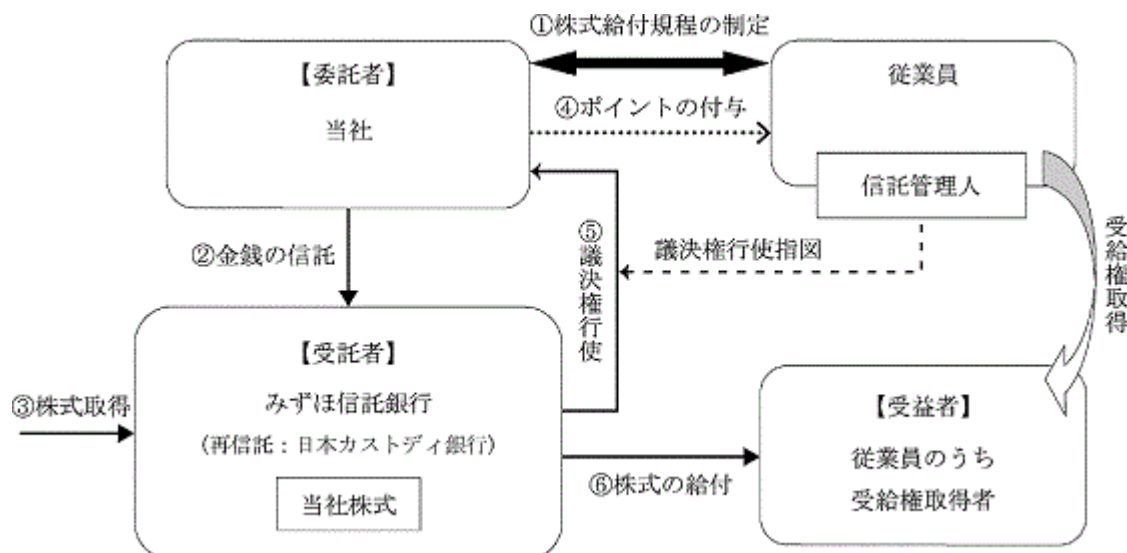 ①株式給付規程の制定
【委託者】
当社
従業員
④ポイントの付与
信託管理人
②金銭の信託
⑤議決権行使
議決権行使指図
受給権取得
【受託者】
みずほ信託銀行
(再信託:日本カストディ銀行)
当社株式
③株式取得
⑥株式の給付
【受益者】
従業員のうち
受給権取得者